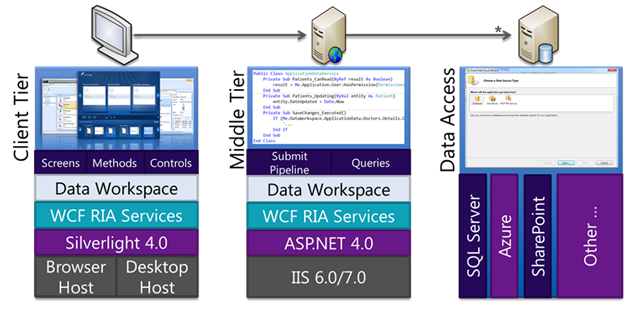 *
Client Tier
Screens
Methods
Controls
Data Workspace
WCF RIA Services
Silverlight 4.0
Browser Host
Desktop Host
Middle Tier
Public Class ApplicationDataService
Private Sub Patients_CanRead(ByRef result As Boolean)
result = Me.Application.User.HasPermission(Permissions
End Sub
Private Sub Patients_Updating(ByVal entity As Patient)
entity.DateUpdated = Date.Now
End Sub
Private Sub SaveChanges_Executed()
If (Me.DataWorkspace.ApplicationData.Doctors.Details.D
...
End If
End Sub
End Class
Submit Pipeline
Queries
Data Workspace
WCF RIA Services
ASP.NET 4.0
IIS 6.0/7.0
Data Access
Choose a Data Source Type
SQL Server
Azure
SharePoint
Other ...